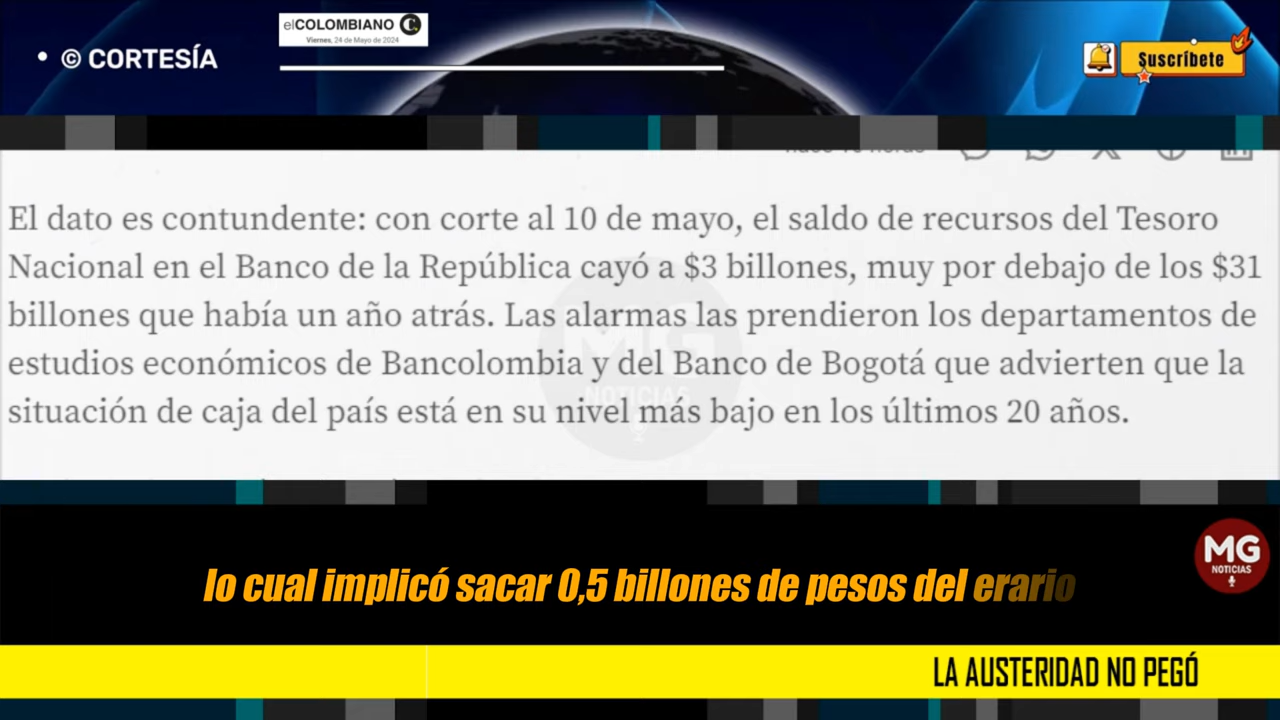 elCOLOMBIANO
Viernes, 24 de Mayo de 2024
• © CORTESÍA
Suscríbete
El dato es contundente: con corte al 10 de mayo, el saldo de recursos del Tesoro
Nacional en el Banco de la República cayó a $3 billones, muy por debajo de los $31
billones que había un año atrás. Las alarmas las prendieron los departamentos de
estudios económicos de Bancolombia y del Banco de Bogotá que advierten que la
situación de caja del país está en su nivel más bajo en los últimos 20 años.
MG
NOTICIAS
MG
NOTICIAS
lo cual implicó sacar 0,5 billones de pesos del erario
LA AUSTERIDAD NO PEGÓ